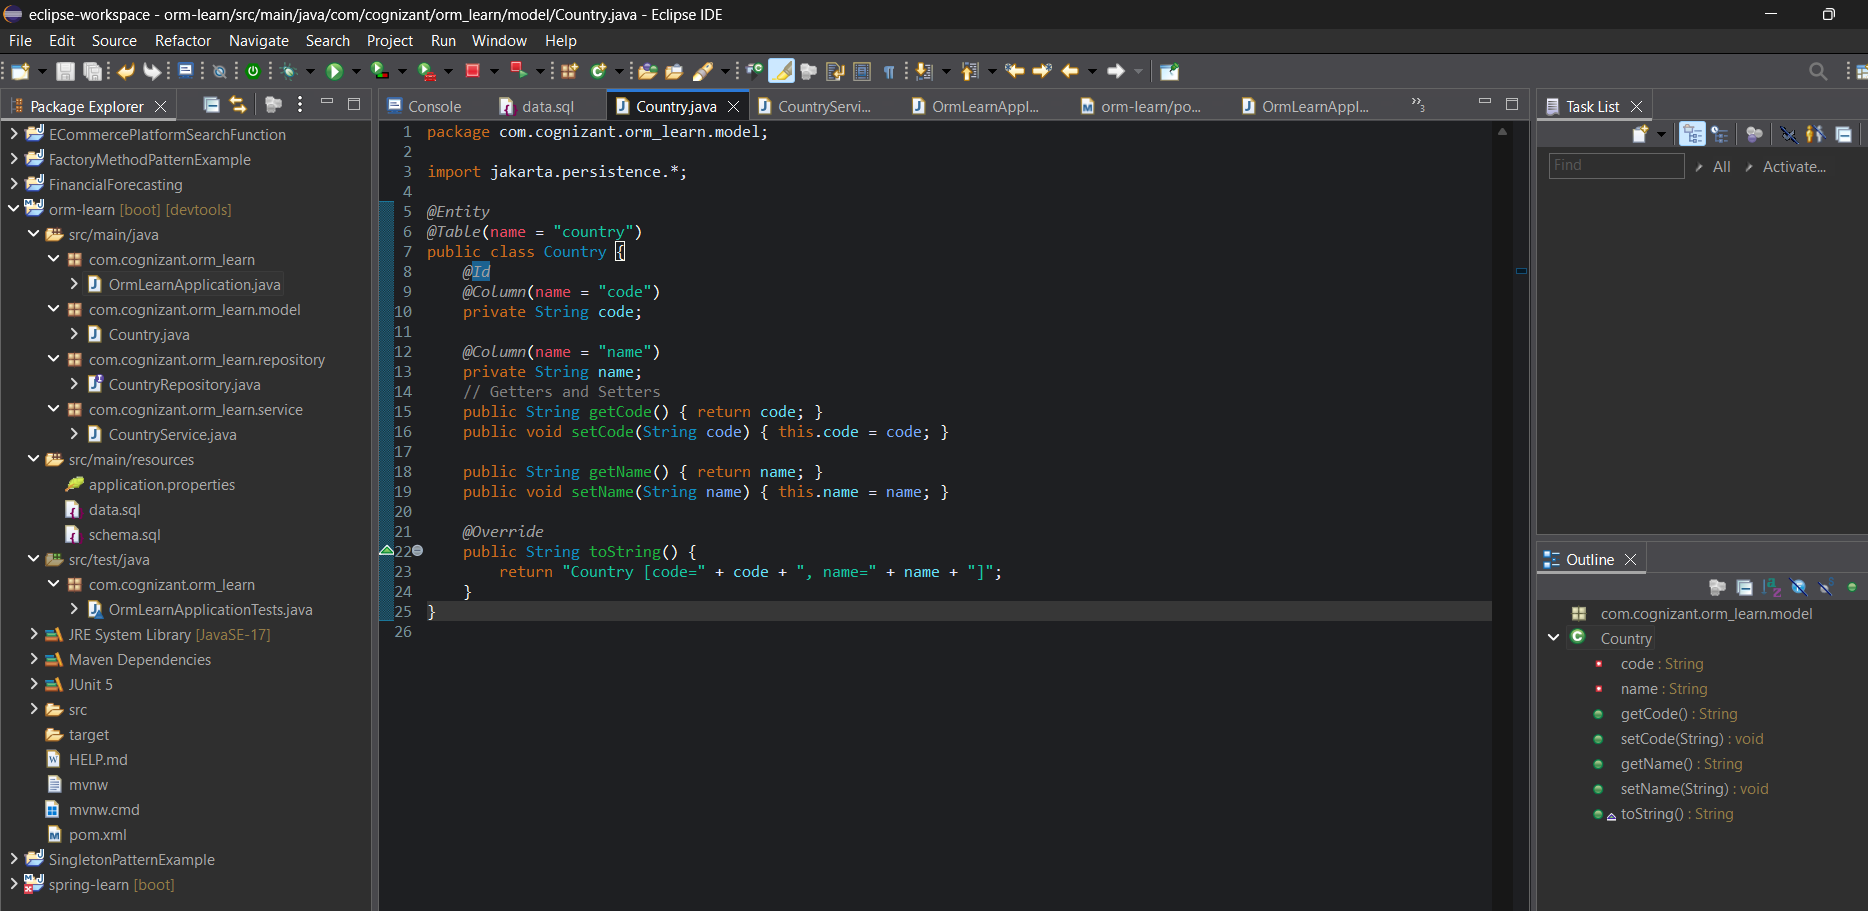 eclipse-workspace - orm-learn/src/main/java/com/cognizant/orm_learn/model/Country.java - Eclipse IDE
File Edit Source Refactor Navigate Search Project Run Window Help
Package Explorer
ECommercePlatformSearchFunction
FactoryMethodPatternExample
FinancialForecasting
orm-learn [boot] [devtools]
src/main/java
com.cognizant.orm_learn
OrmLearnApplication.java
com.cognizant.orm_learn.model
Country.java
com.cognizant.orm_learn.repository
CountryRepository.java
com.cognizant.orm_learn.service
CountryService.java
src/main/resources
application.properties
data.sql
schema.sql
src/test/java
com.cognizant.orm_learn
OrmLearnApplicationTests.java
JRE System Library [JavaSE-17]
Maven Dependencies
JUnit 5
src
target
HELP.md
mvnw
mvnw.cmd
pom.xml
SingletonPatternExample
spring-learn [boot]
Console data.sql Country.java CountryServi... OrmLearnAppl... orm-learn/po... OrmLearnAppl... »3
1 package com.cognizant.orm_learn.model;
2
3 import jakarta.persistence.*;
4
5 @Entity
6 @Table(name = "country")
7 public class Country {
8     @Id
9     @Column(name = "code")
10     private String code;
11
12     @Column(name = "name")
13     private String name;
14     // Getters and Setters
15     public String getCode() { return code; }
16     public void setCode(String code) { this.code = code; }
17
18     public String getName() { return name; }
19     public void setName(String name) { this.name = name; }
20
21     @Override
22     public String toString() {
23         return "Country [code=" + code + ", name=" + name + "]";
24     }
25 }
26
Task List
Find All Activate...
Outline
com.cognizant.orm_learn.model
Country
code : String
name : String
getCode() : String
setCode(String) : void
getName() : String
setName(String) : void
toString() : String